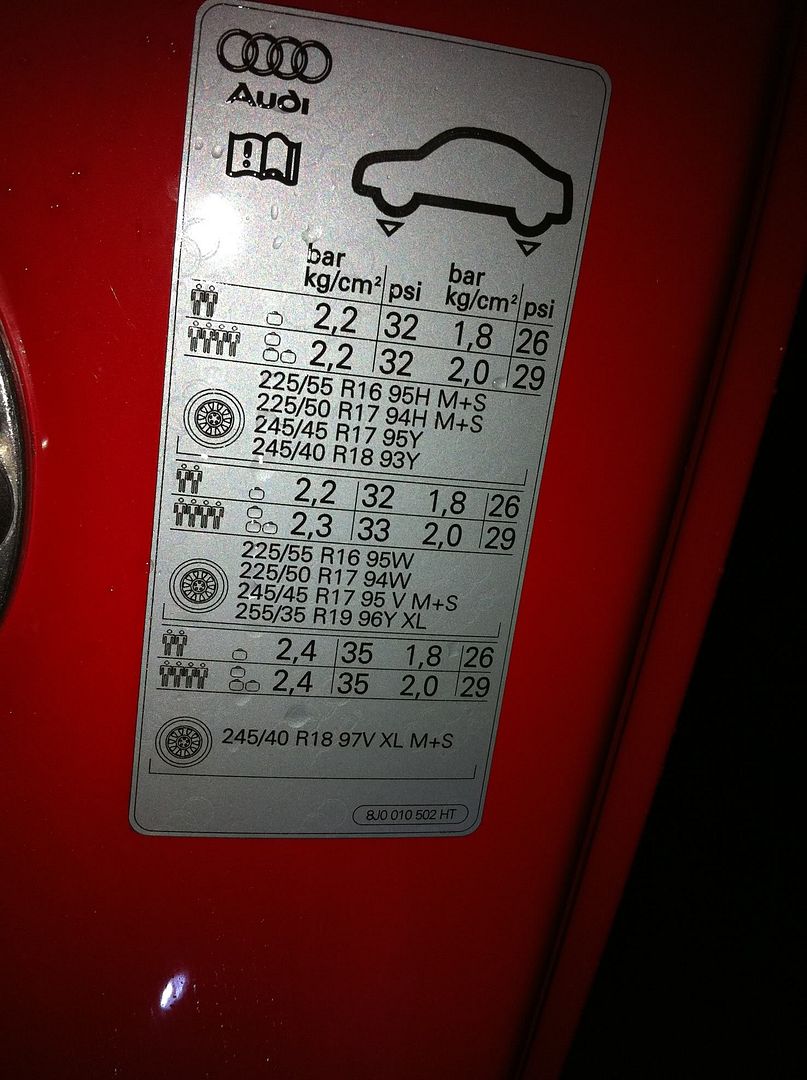 Audi
bar bar
kg/cm² psi kg/cm² psi
2,2 32 1,8 26
2,2 32 2,0 29
225/55 R16 95H M+S
225/50 R17 94H M+S
245/45 R17 95Y
245/40 R18 93Y
2,2 32 1,8 26
2,3 33 2,0 29
225/55 R16 95W
225/50 R17 94W
245/45 R17 95 V M+S
255/35 R19 96Y XL
2,4 35 1,8 26
2,4 35 2,0 29
245/40 R18 97V XL M+S
8J0 010 502 HT